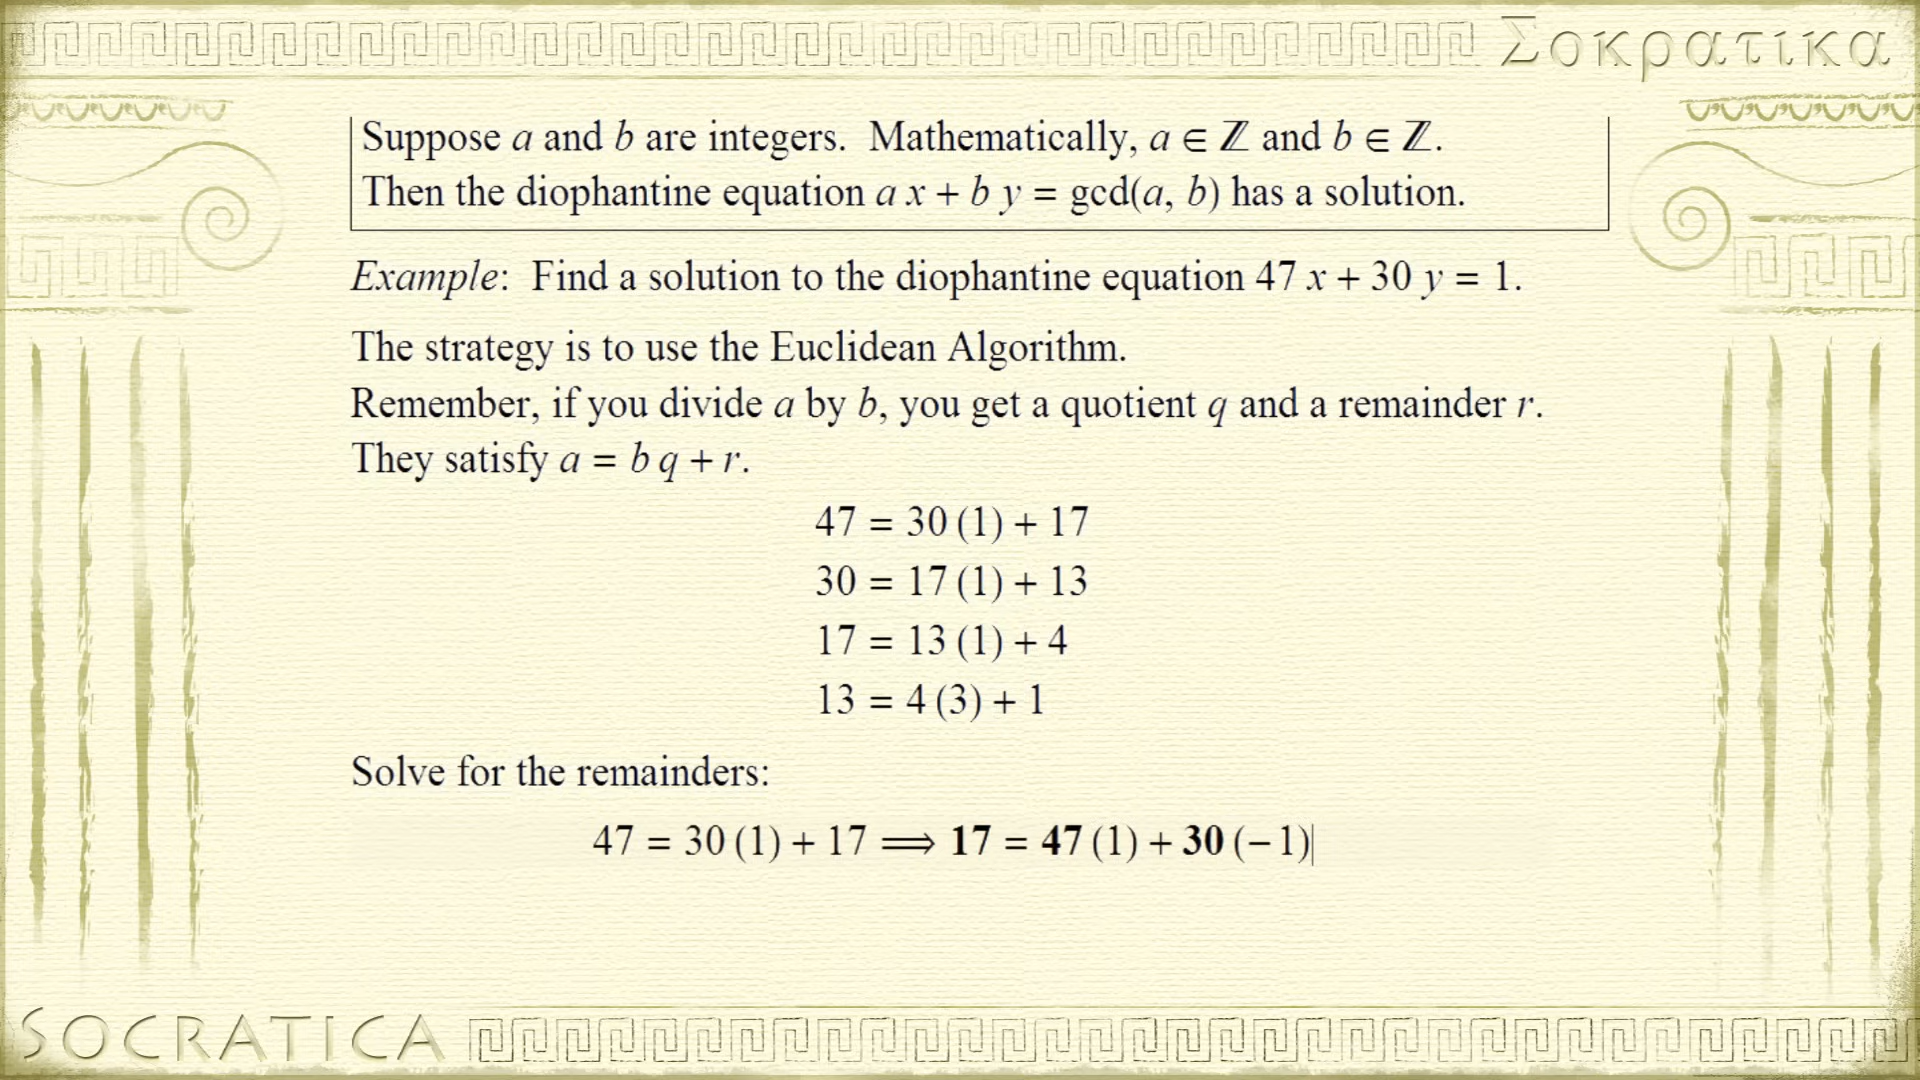 Σοκρατικα
Suppose a and b are integers. Mathematically, a ∈ ℤ and b ∈ ℤ.
Then the diophantine equation a x + b y = gcd(a, b) has a solution.
Example: Find a solution to the diophantine equation 47 x + 30 y = 1.
The strategy is to use the Euclidean Algorithm.
Remember, if you divide a by b, you get a quotient q and a remainder r.
They satisfy a = b q + r.
47 = 30 (1) + 17
30 = 17 (1) + 13
17 = 13 (1) + 4
13 = 4 (3) + 1
Solve for the remainders:
47 = 30 (1) + 17 ⟹ 17 = 47 (1) + 30 (− 1)
SOCRATICA